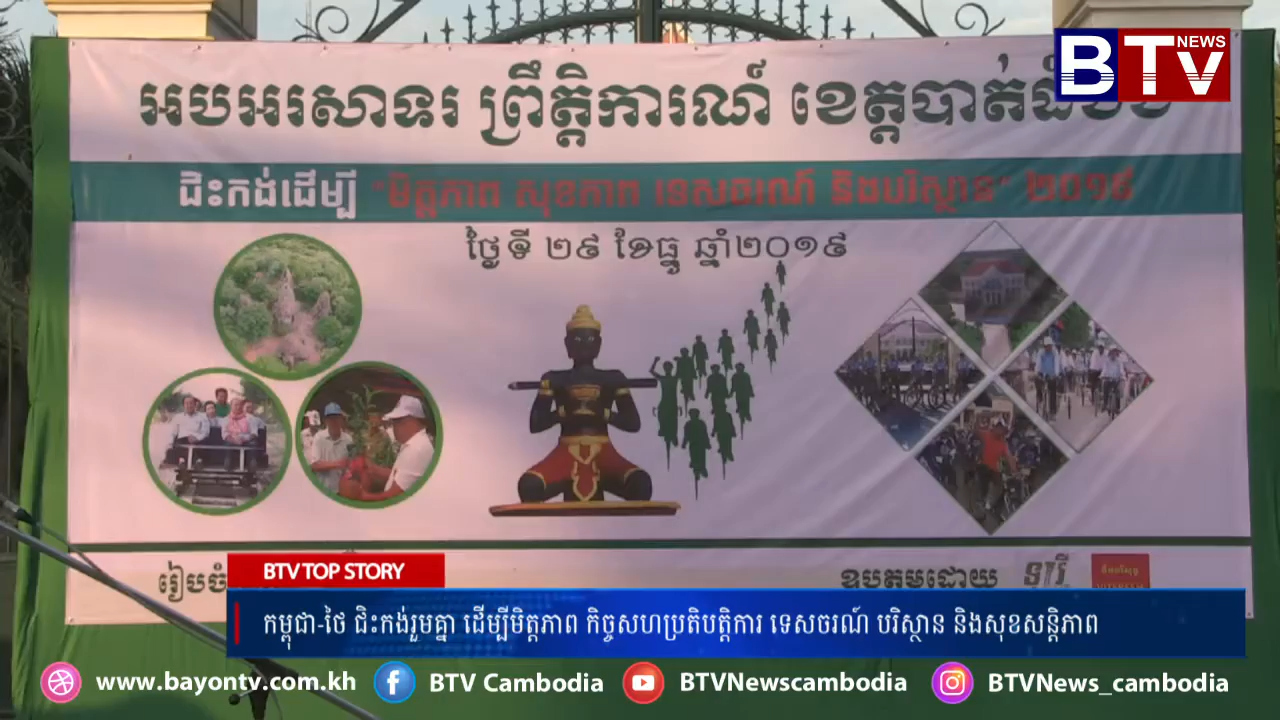 BTV NEWS
អបអរសាទរ ព្រឹត្តិការណ៍ ខេត្តបាត់ដំបង
ជិះកង់ដើម្បី "មិត្តភាព សុខភាព ទេសចរណ៍ និងបរិស្ថាន" ២០១៩
ថ្ងៃទី ២៩ ខែធ្នូ ឆ្នាំ២០១៩
រៀបចំ
ឧបត្ថមដោយ
BTV TOP STORY
កម្ពុជា-ថៃ ជិះកង់រួមគ្នា ដើម្បីមិត្តភាព កិច្ចសហប្រតិបត្តិការ ទេសចរណ៍ បរិស្ថាន និងសុខសន្តិភាព
www.bayontv.com.kh BTV Cambodia BTVNewscambodia BTVNews_cambodia